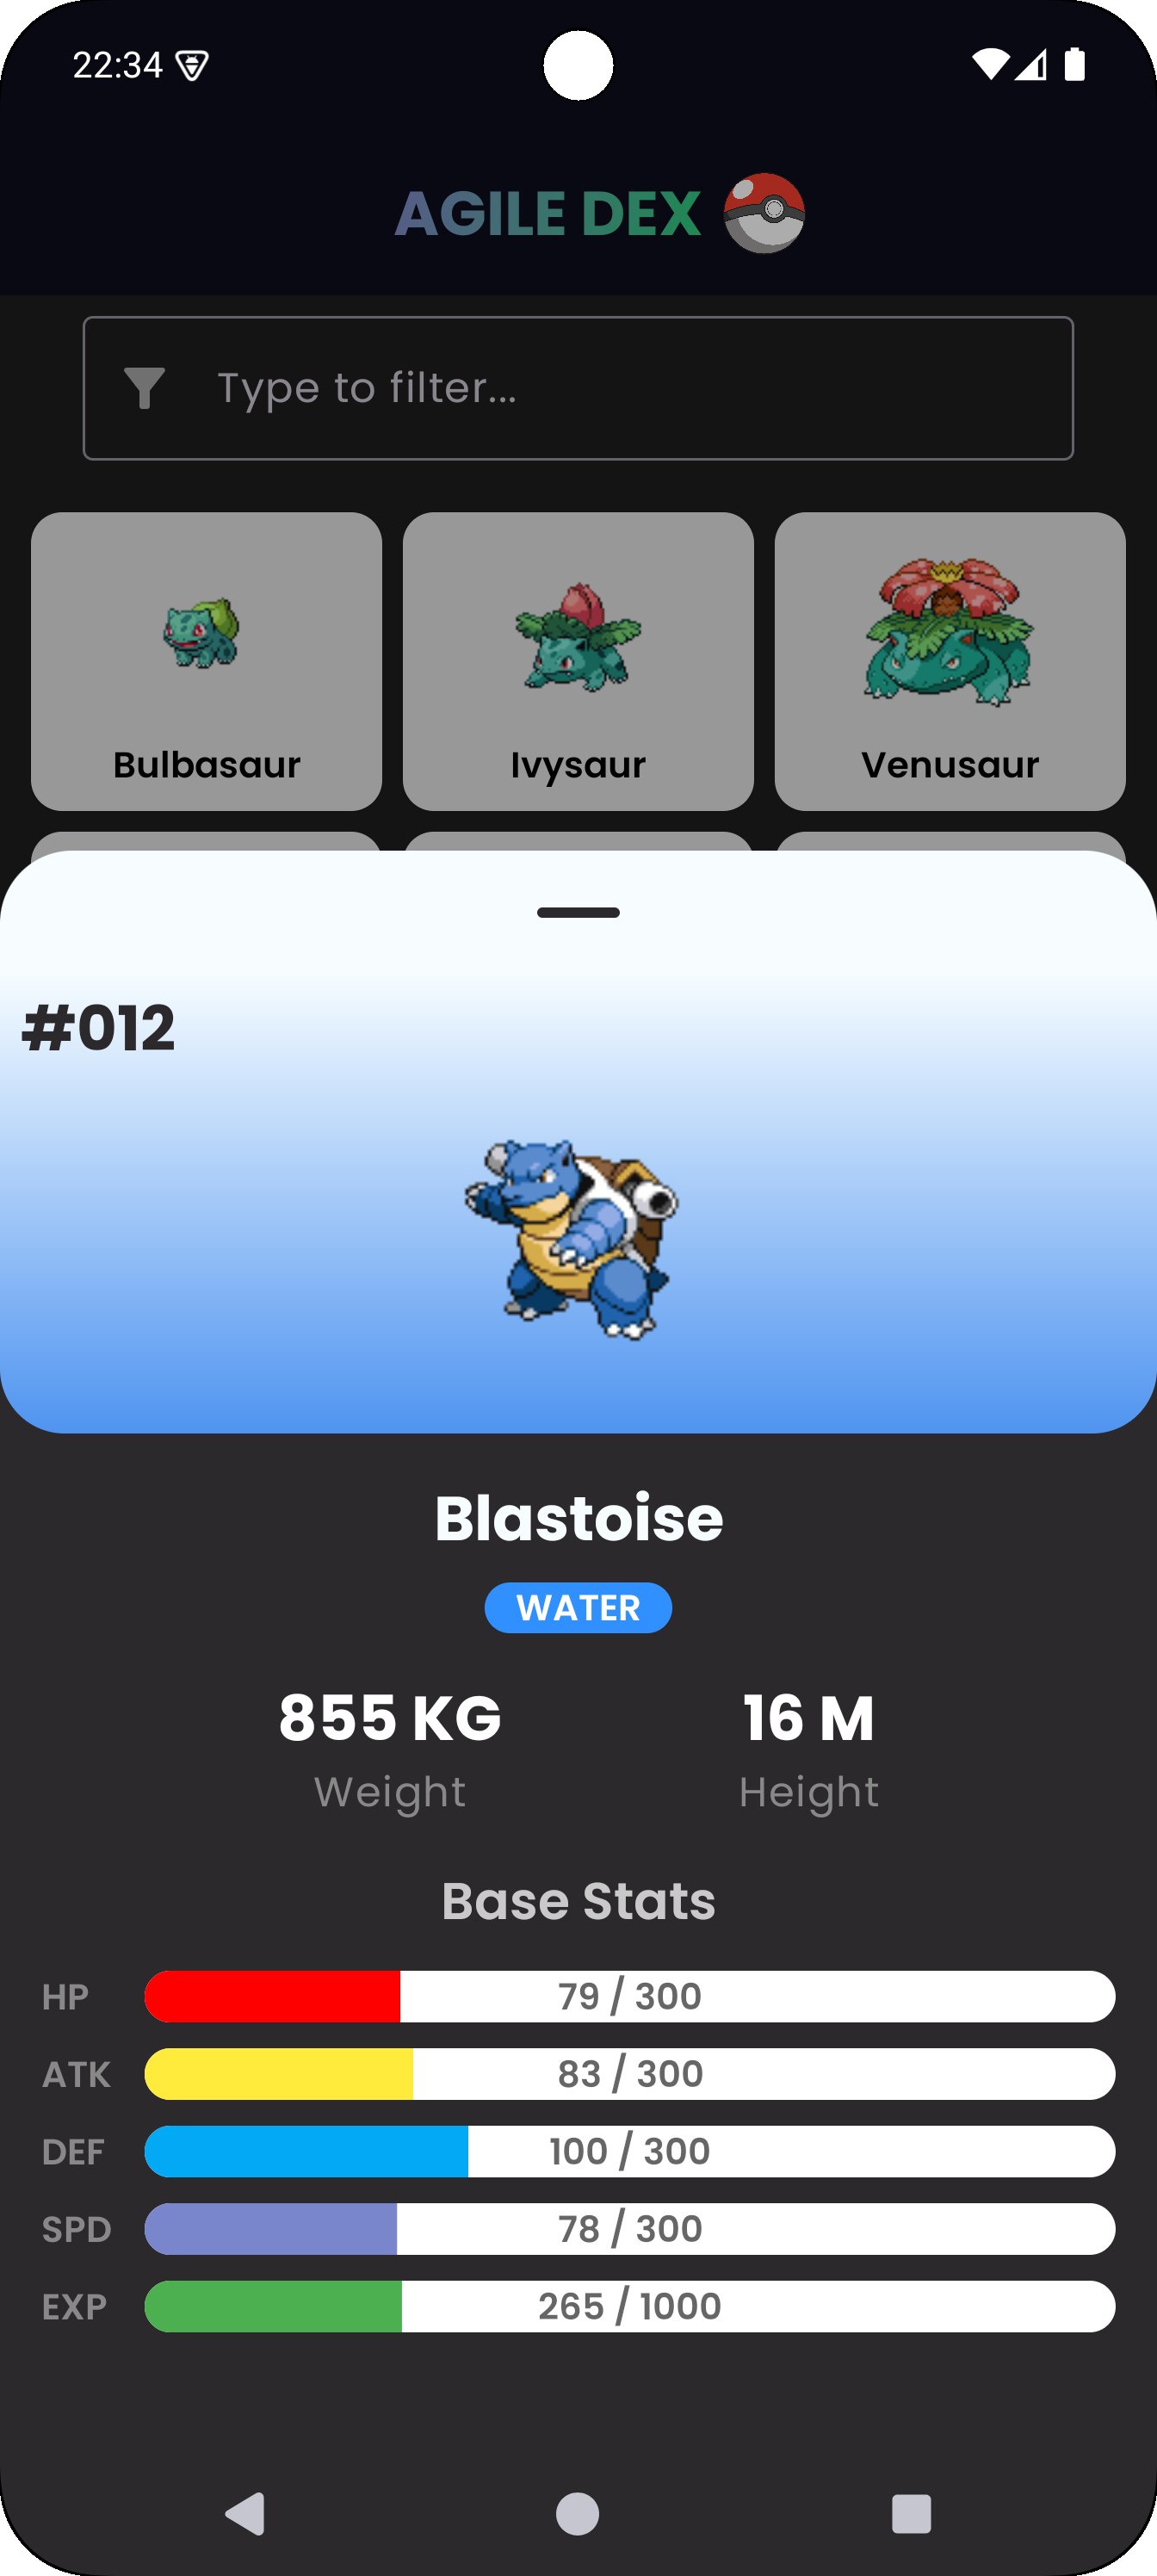 22:34
AGILE DEX
Type to filter...
Bulbasaur Ivysaur Venusaur
#012
Blastoise
WATER
855 KG 16 M
Weight Height
Base Stats
HP 79 / 300
ATK 83 / 300
DEF 100 / 300
SPD 78 / 300
EXP 265 / 1000